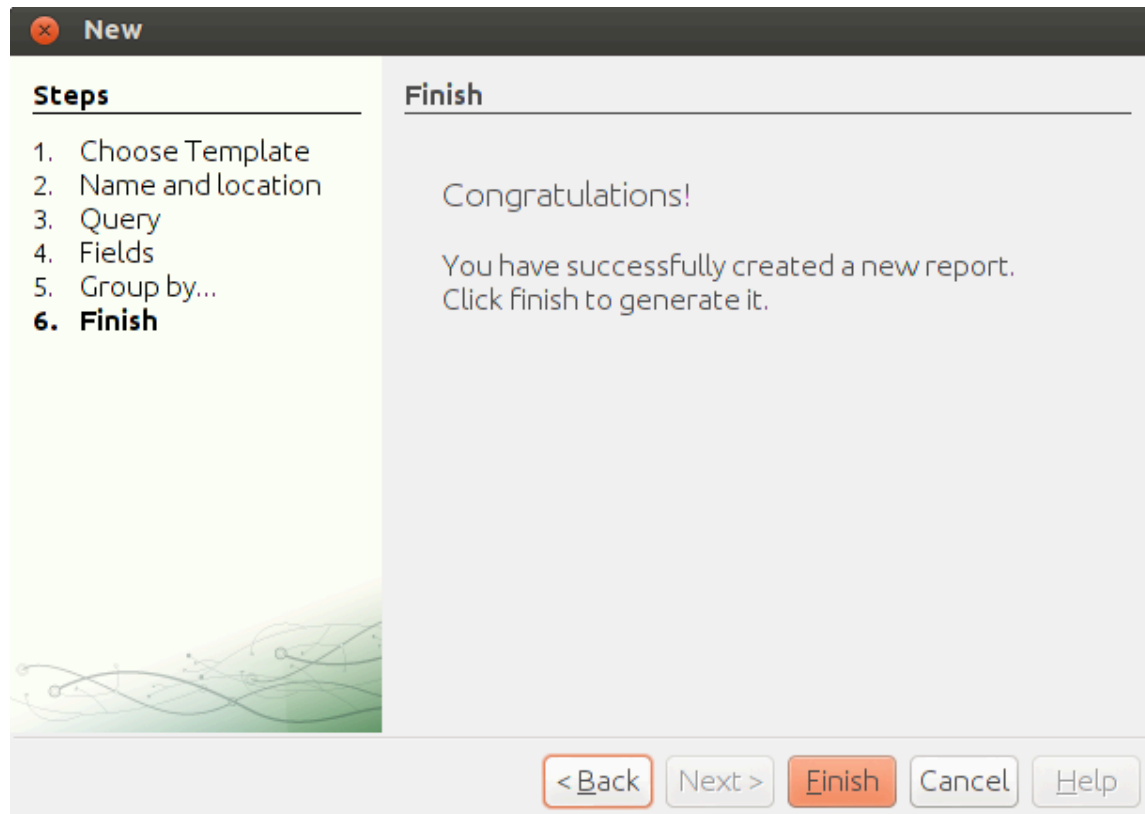 New
Steps
1. Choose Template
2. Name and location
3. Query
4. Fields
5. Group by...
6. Finish
Finish
Congratulations!
You have successfully created a new report.
Click finish to generate it.
< Back
Next >
Finish
Cancel
Help